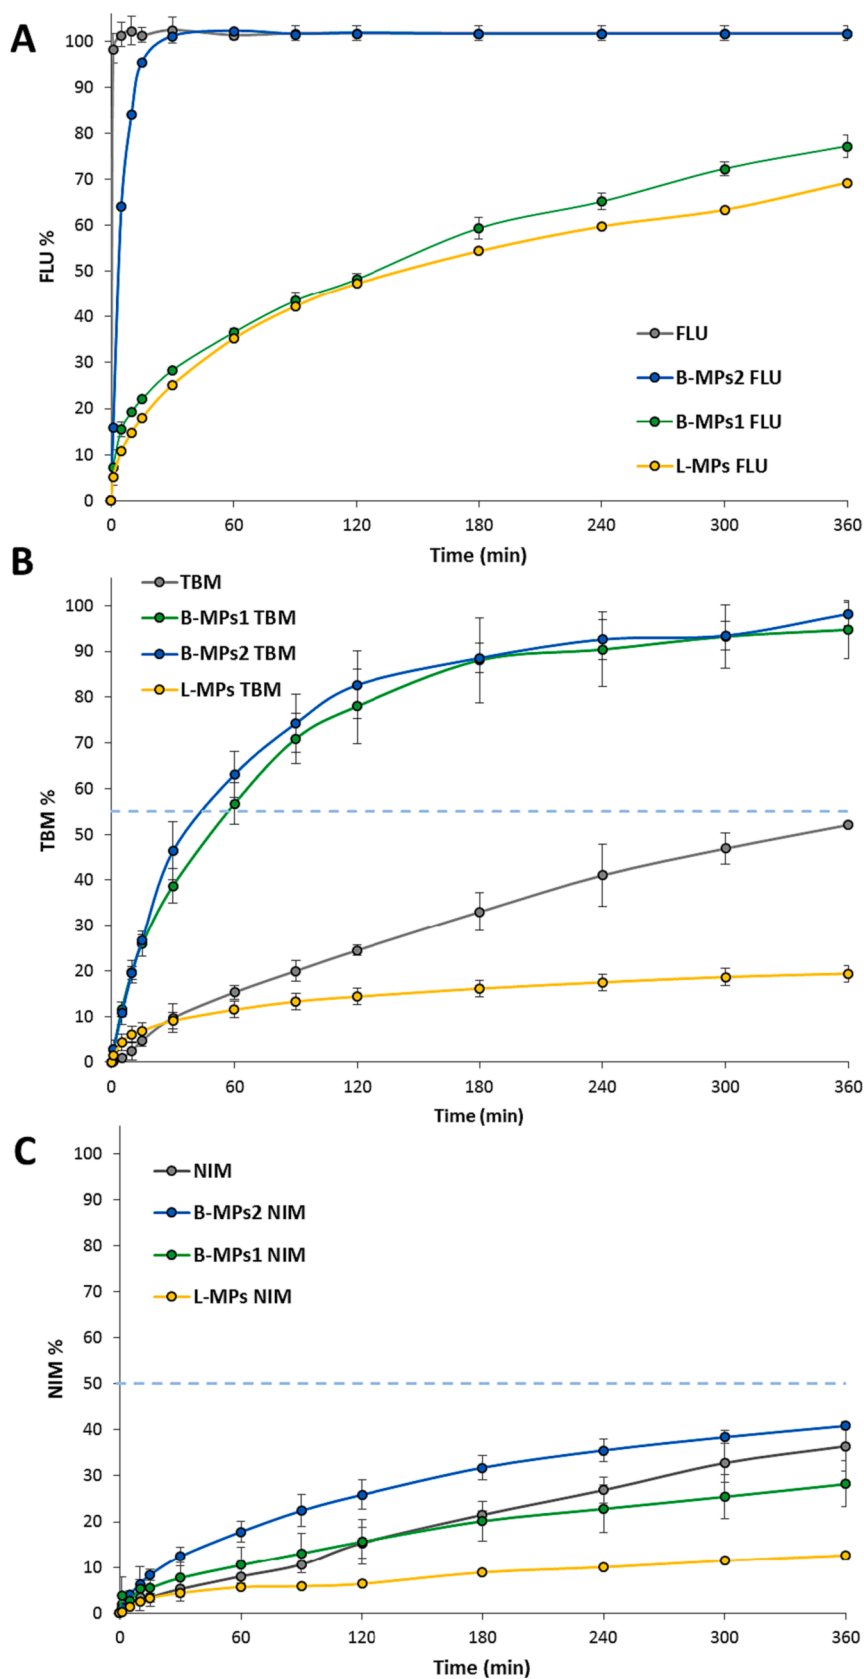 A
100
90
80
70
60
50
40
30
20
10
0
FLU %
FLU
B-MPs2 FLU
B-MPs1 FLU
L-MPs FLU
0 60 120 180 240 300 360
Time (min)
B
100
90
80
70
60
50
40
30
20
10
0
TBM %
TBM
B-MPs1 TBM
B-MPs2 TBM
L-MPs TBM
0 60 120 180 240 300 360
Time (min)
C
100
90
80
70
60
50
40
30
20
10
0
NIM %
NIM
B-MPs2 NIM
B-MPs1 NIM
L-MPs NIM
0 60 120 180 240 300 360
Time (min)